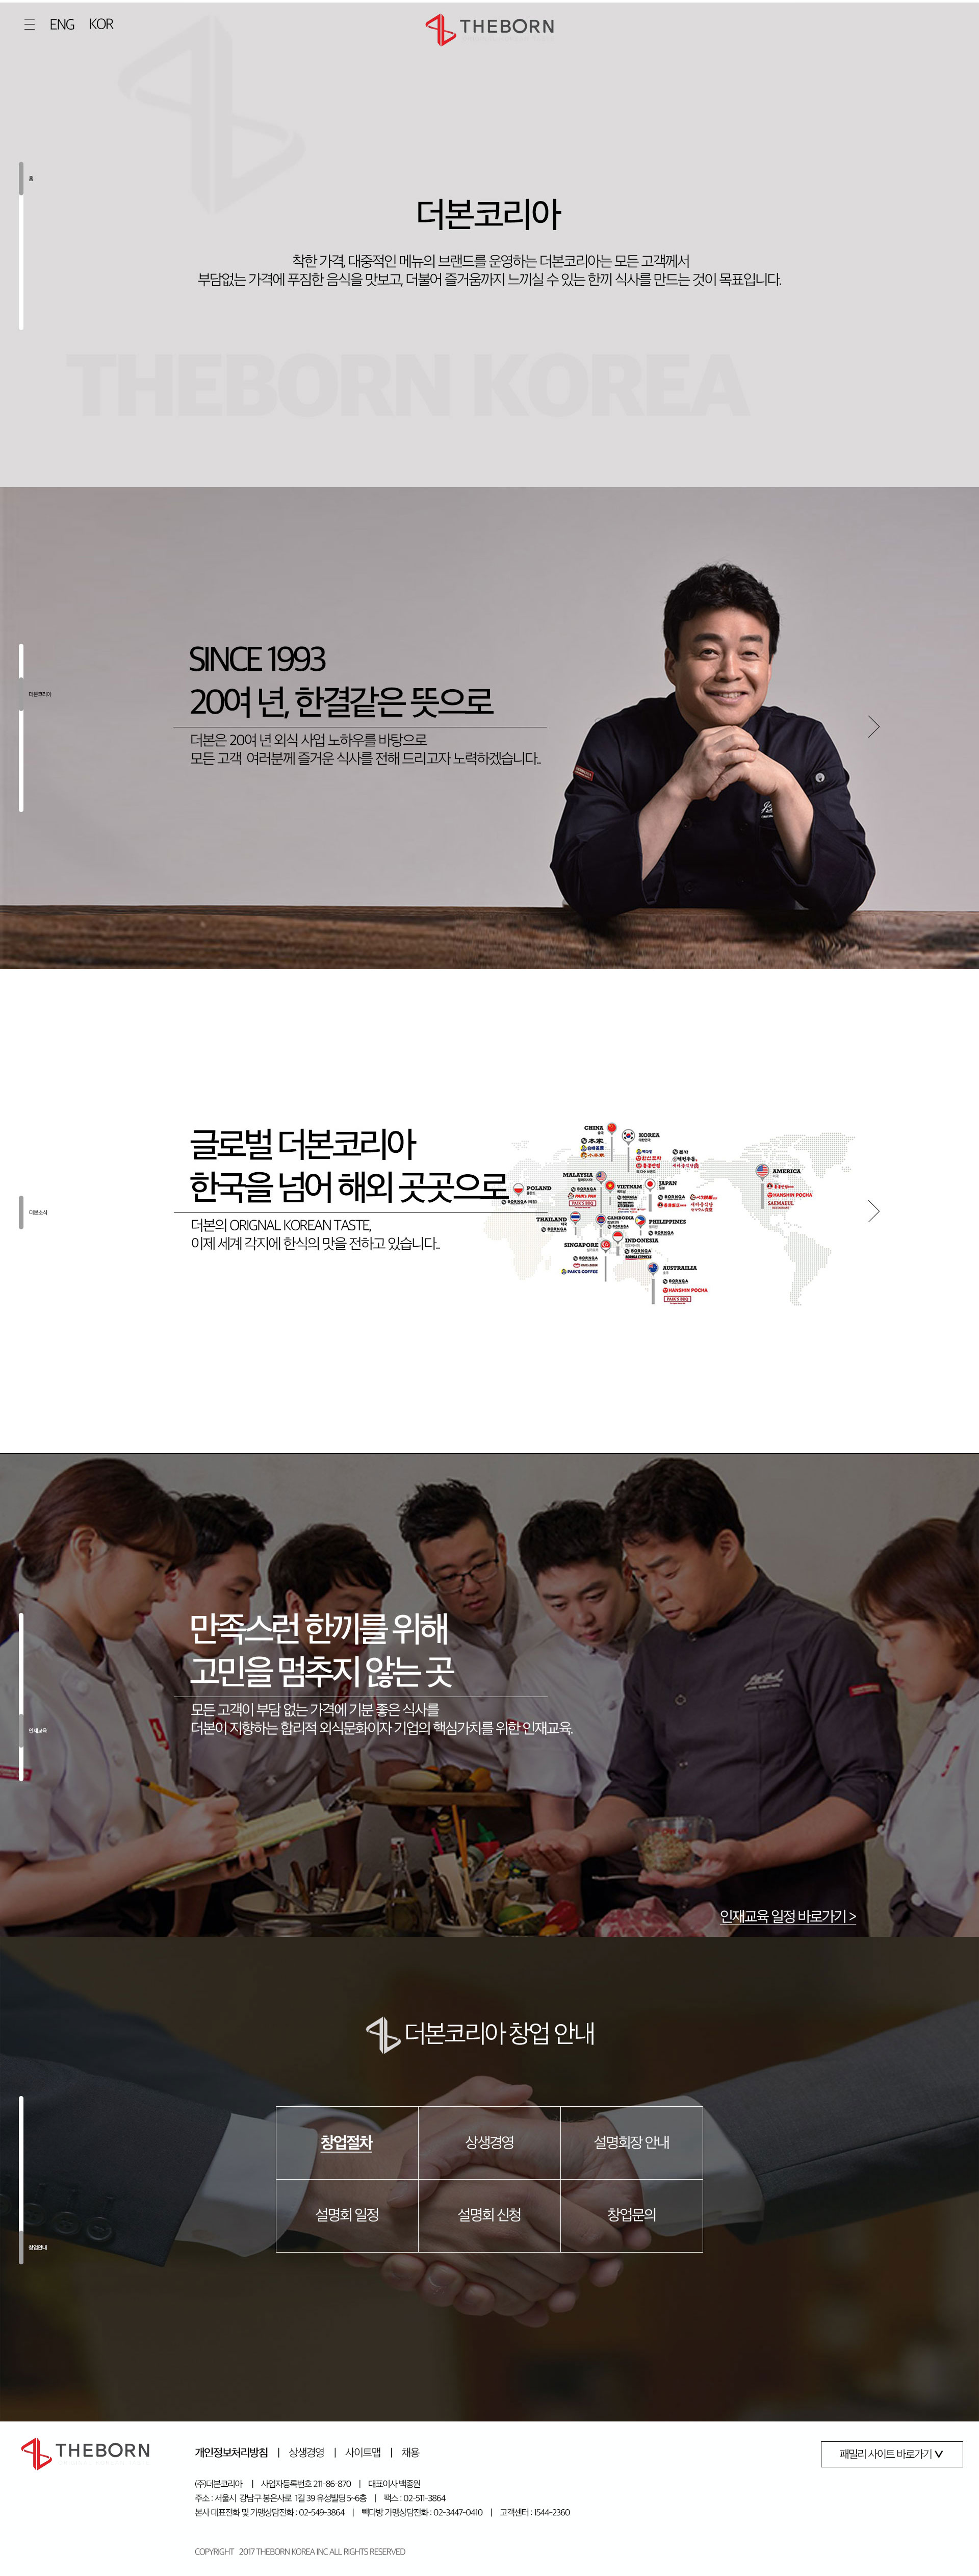 ENG KOR
THEBORN
홈
더본코리아
착한 가격, 대중적인 메뉴의 브랜드를 운영하는 더본코리아는 모든 고객께서
부담없는 가격에 푸짐한 음식을 맛보고, 더불어 즐거움까지 느끼실 수 있는 한끼 식사를 만드는 것이 목표입니다.
THEBORN KOREA
SINCE 1993
20여 년, 한결같은 뜻으로
더본코리아
더본은 20여 년 외식 사업 노하우를 바탕으로
모든 고객 여러분께 즐거운 식사를 전해 드리고자 노력하겠습니다..
글로벌 더본코리아
한국을 넘어 해외 곳곳으로
더본소식
더본의 ORIGNAL KOREAN TASTE,
이제 세계 각지에 한식의 맛을 전하고 있습니다..
CHINA
KOREA
MALAYSIA
POLAND
VIETNAM
JAPAN
AMERICA
HANSHIN POCHA
SAEMAEUL
THAILAND
CAMBODIA
PHILIPPINES
BORNGA
SINGAPORE
INDONESIA
BORNGA
PAIK'S COFFEE
AUSTRAILIA
BORNGA
HANSHIN POCHA
PAIK'S BBQ
만족스런 한끼를 위해
고민을 멈추지 않는 곳
모든 고객이 부담 없는 가격에 기분 좋은 식사를
더본이 지향하는 합리적 외식문화이자 기업의 핵심가치를 위한 인재교육.
인재교육
인재교육 일정 바로가기 >
더본코리아 창업 안내
창업절차
상생경영
설명회장 안내
설명회 일정
설명회 신청
창업문의
창업안내
THEBORN
개인정보처리방침 | 상생경영 | 사이트맵 | 채용
패밀리 사이트 바로가기 V
(주)더본코리아 | 사업자등록번호 211-86-870 | 대표이사 백종원
주소 : 서울시 강남구 봉은사로 1길 39 유성빌딩 5-6층 | 팩스 : 02-511-3864
본사 대표전화 및 가맹상담전화 : 02-549-3864 | 빽다방 가맹상담전화 : 02-3447-0410 | 고객센터 : 1544-2360
COPYRIGHT 2017 THEBORN KOREA INC ALL RIGHTS RESERVED